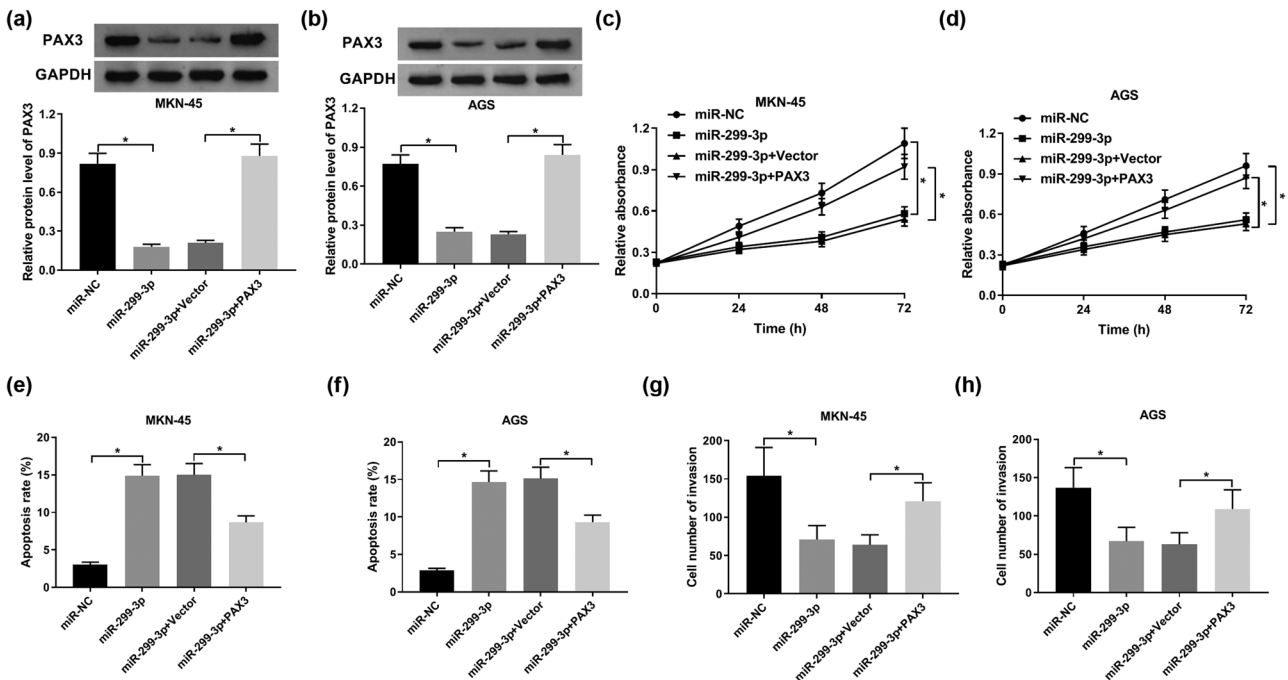 (a)
PAX3
GAPDH
MKN-45
Relative protein level of PAX3
1.2
0.9
0.6
0.3
0.0
*
*
miR-NC
miR-299-3p
miR-299-3p+Vector
miR-299-3p+PAX3
(b)
PAX3
GAPDH
AGS
Relative protein level of PAX3
1.2
0.9
0.6
0.3
0.0
*
*
miR-NC
miR-299-3p
miR-299-3p+Vector
miR-299-3p+PAX3
(c)
MKN-45
miR-NC
miR-299-3p
miR-299-3p+Vector
miR-299-3p+PAX3
Relative absorbance
1.2
0.9
0.6
0.3
0.0
*
*
0
24
48
72
Time (h)
(d)
AGS
miR-NC
miR-299-3p
miR-299-3p+Vector
miR-299-3p+PAX3
Relative absorbance
1.2
0.9
0.6
0.3
0.0
*
*
0
24
48
72
Time (h)
(e)
MKN-45
Apoptosis rate (%)
20
15
10
5
0
*
*
miR-NC
miR-299-3p
miR-299-3p+Vector
miR-299-3p+PAX3
(f)
AGS
Apoptosis rate (%)
20
15
10
5
0
*
*
miR-NC
miR-299-3p
miR-299-3p+Vector
miR-299-3p+PAX3
(g)
MKN-45
Cell number of invasion
200
150
100
50
0
*
*
miR-NC
miR-299-3p
miR-299-3p+Vector
miR-299-3p+PAX3
(h)
AGS
Cell number of invasion
200
150
100
50
0
*
*
miR-NC
miR-299-3p
miR-299-3p+Vector
miR-299-3p+PAX3